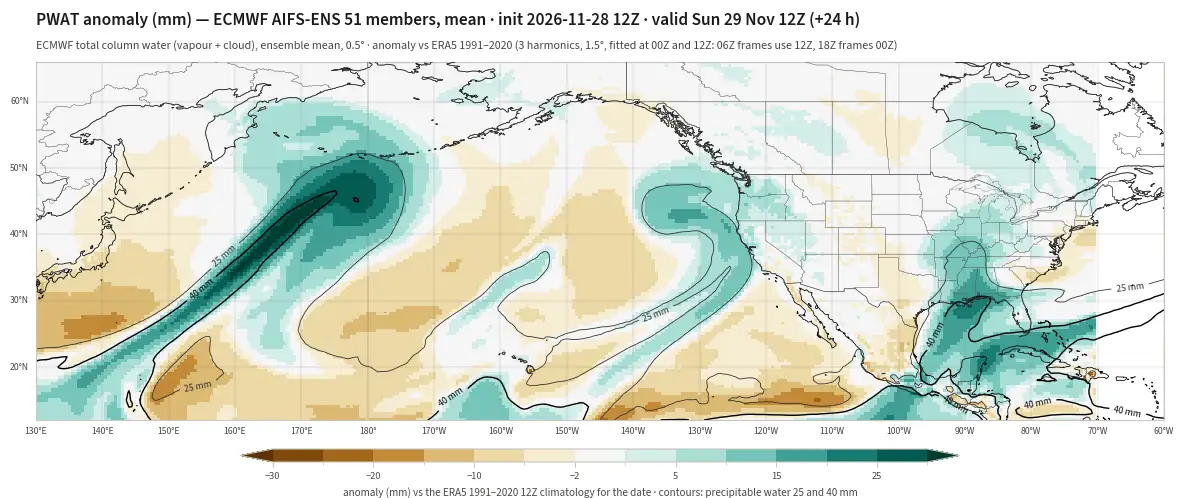 PWAT anomaly (mm) — ECMWF AIFS-ENS 51 members, mean · init 2026-11-28 12Z · valid Sun 29 Nov 12Z (+24 h)
ECMWF total column water (vapour + cloud), ensemble mean, 0.5° · anomaly vs ERA5 1991–2020 (3 harmonics, 1.5°, fitted at 00Z and 12Z: 06Z frames use 12Z, 18Z frames 00Z)
60°N
50°N
40°N
30°N
20°N
25 mm
40 mm
25 mm
40 mm
25 mm
40 mm
25 mm
40 mm
40 mm
40 mm
130°E 140°E 150°E 160°E 170°E 180° 170°W 160°W 150°W 140°W 130°W 120°W 110°W 100°W 90°W 80°W 70°W 60°W
−30 −20 −10 −2 5 15 25
anomaly (mm) vs the ERA5 1991–2020 12Z climatology for the date · contours: precipitable water 25 and 40 mm